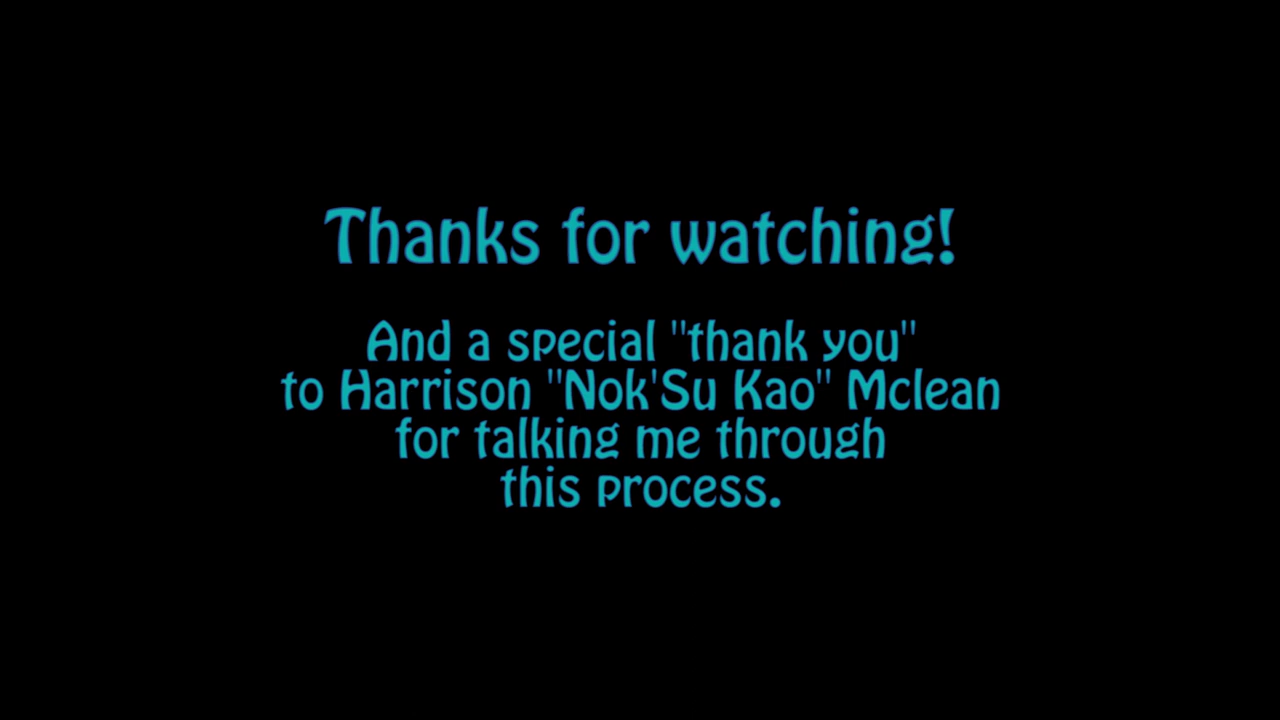 Thanks for watching!
And a special "thank you"
to Harrison "Nok'Su Kao" Mclean
for talking me through
this process.